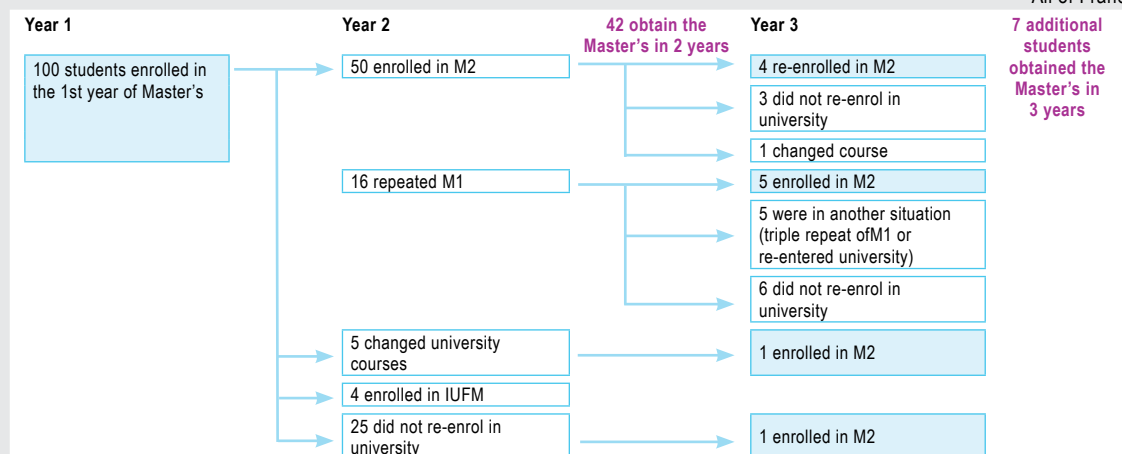 Year 1
Year 2
42 obtain the
Master's in 2 years
Year 3
7 additional
students
obtained the
Master's in
3 years
100 students enrolled in
the 1st year of Master's
50 enrolled in M2
4 re-enrolled in M2
3 did not re-enrol in
university
1 changed course
16 repeated M1
5 enrolled in M2
5 were in another situation
(triple repeat ofM1 or
re-entered university)
6 did not re-enrol in
university
5 changed university
courses
1 enrolled in M2
4 enrolled in IUFM
25 did not re-enrol in
university
1 enrolled in M2